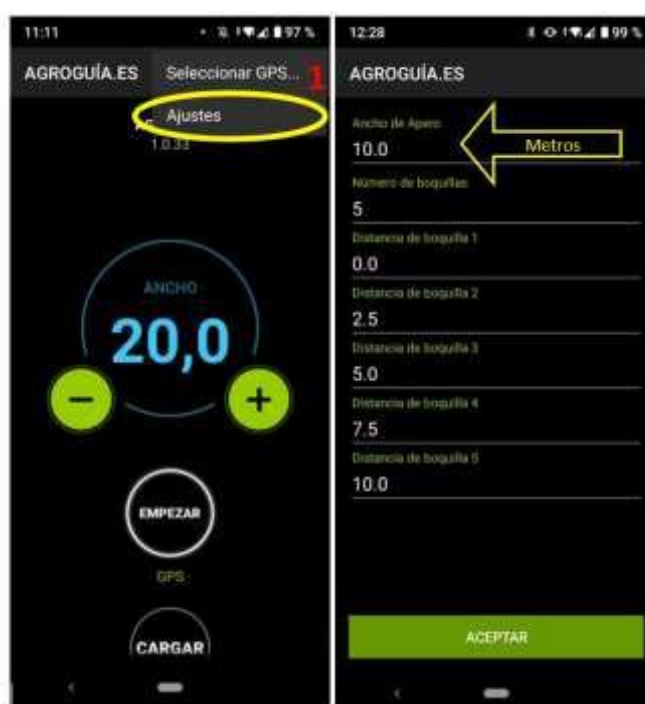 11:11
97 %
AGROGUÍA.ES
Seleccionar GPS...
1
Ajustes
1.0.33
ANCHO
20,0
−
+
EMPEZAR
GPS
CARGAR
12:28
99 %
AGROGUÍA.ES
Ancho de Apero
10.0
Metros
Número de boquillas
5
Distancia de boquilla 1
0.0
Distancia de boquilla 2
2.5
Distancia de boquilla 3
5.0
Distancia de boquilla 4
7.5
Distancia de boquilla 5
10.0
ACEPTAR